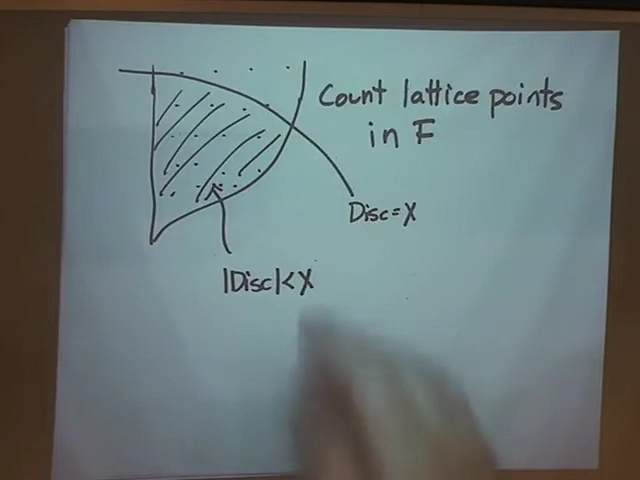 Count lattice points
in F
Disc=X
|Disc|<X